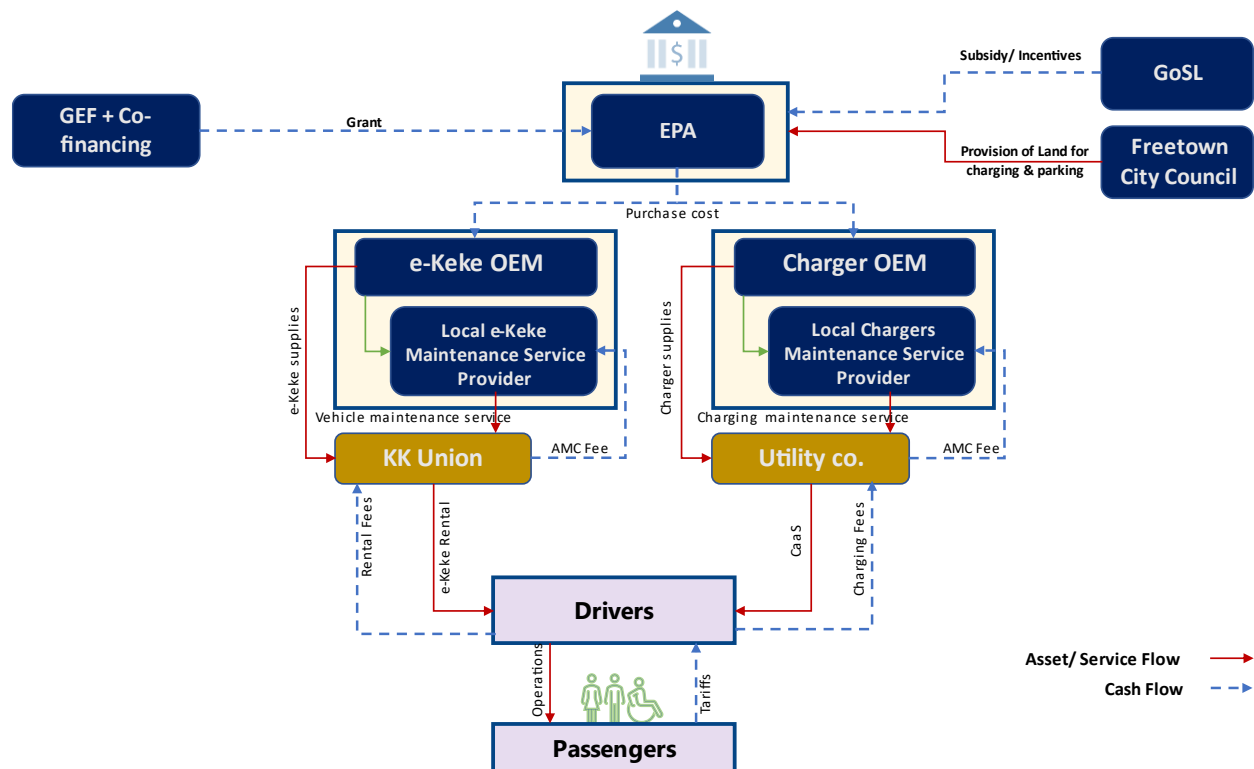 $
Subsidy/ Incentives
GoSL
GEF + Co-
financing
Grant
EPA
Provision of Land for
charging & parking
Freetown
City Council
Purchase cost
e-Keke OEM
Charger OEM
e-Keke supplies
Local e-Keke
Maintenance Service
Provider
Charger supplies
Local Chargers
Maintenance Service
Provider
Vehicle maintenance service
Charging maintenance service
KK Union
AMC Fee
Utility co.
AMC Fee
Rental Fees
e-Keke Rental
CaaS
Charging Fees
Drivers
Operations
Tariffs
Passengers
Asset/ Service Flow
Cash Flow